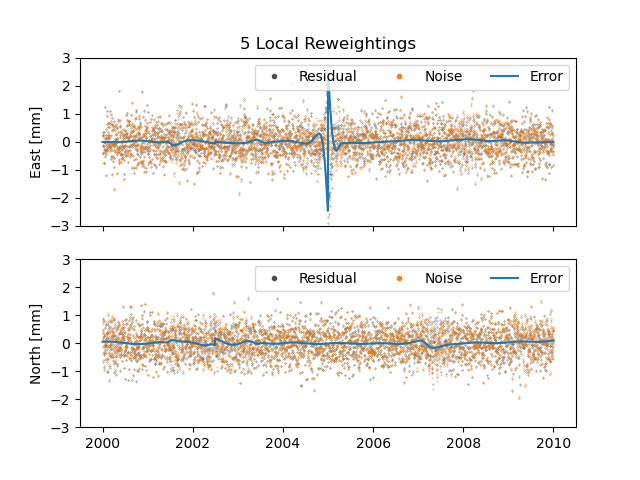 5 Local Reweightings
3
2
1
0
−1
−2
−3
East [mm]
Residual Noise Error
3
2
1
0
−1
−2
−3
North [mm]
Residual Noise Error
2000 2002 2004 2006 2008 2010